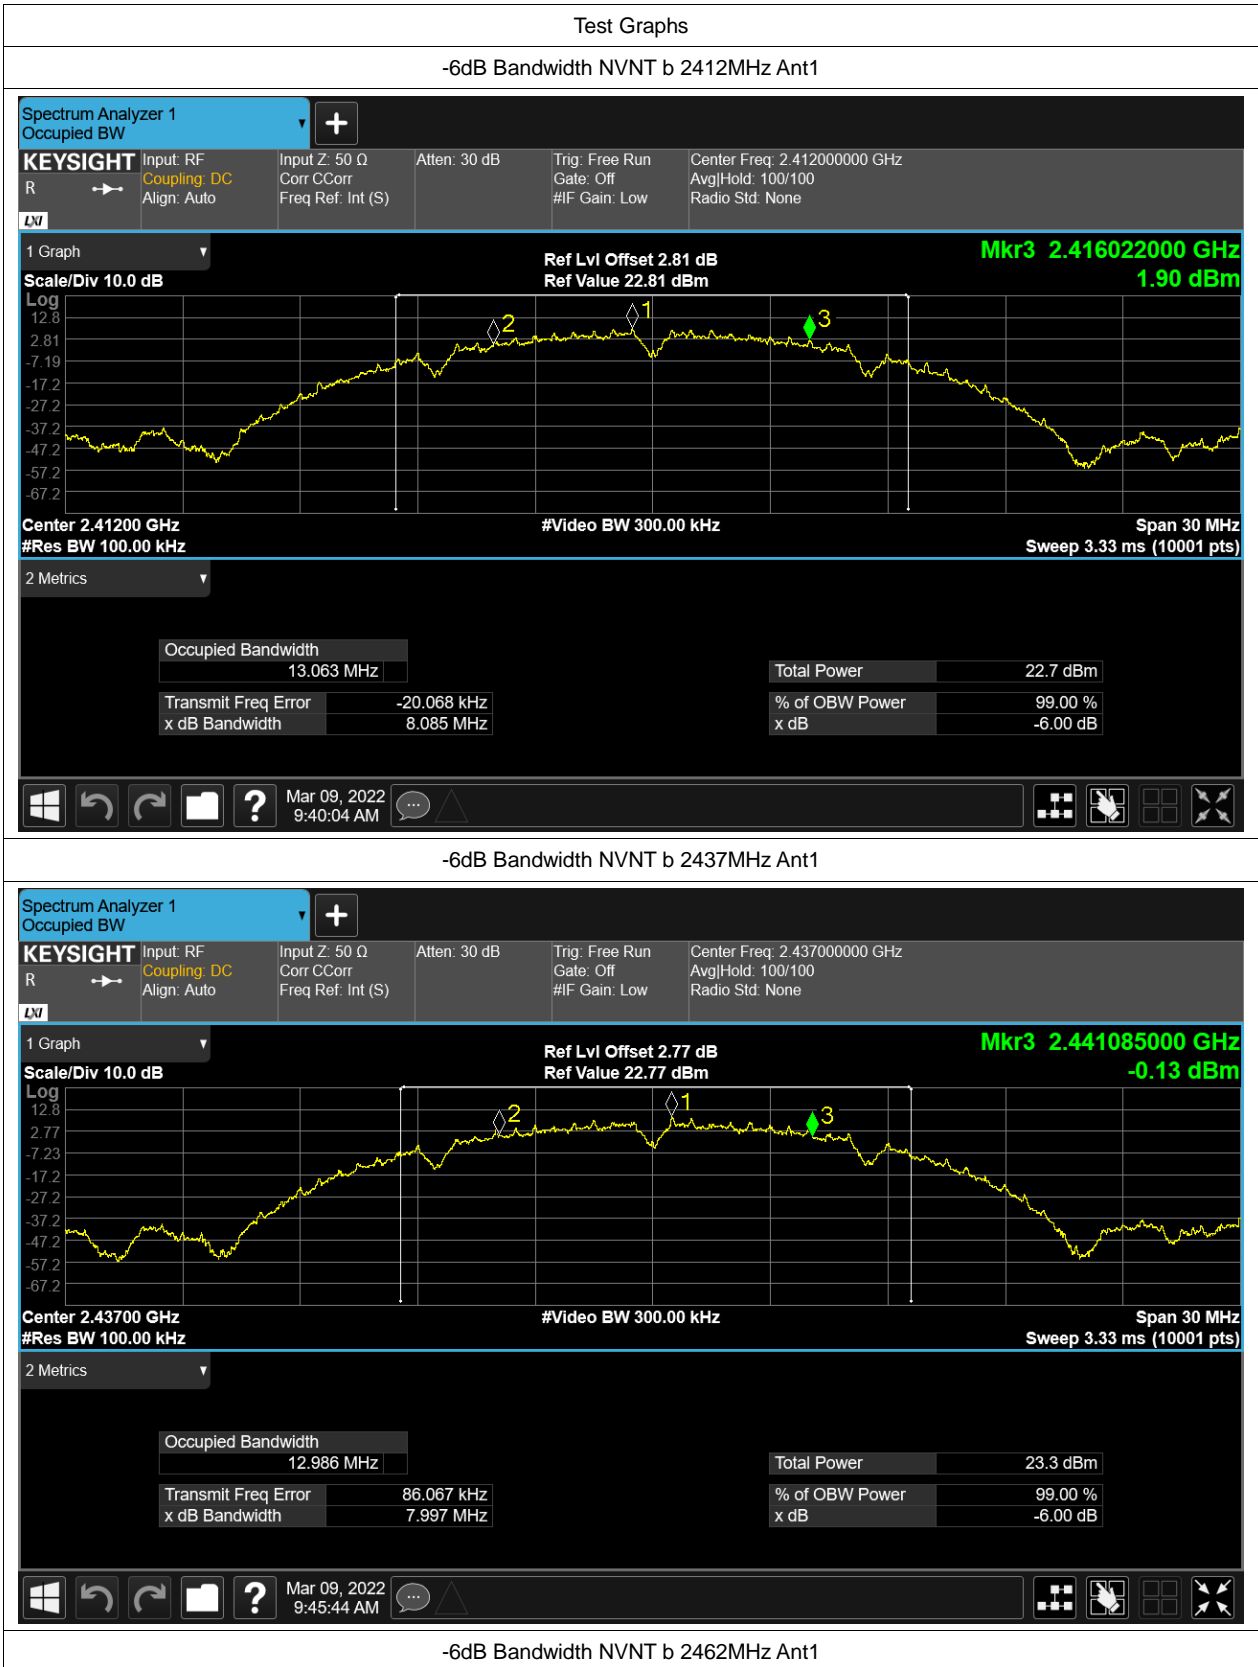 Test Graphs
-6dB Bandwidth NVNT b 2412MHz Ant1
Spectrum Analyzer 1
Occupied BW
KEYSIGHT Input: RF Input Z: 50 Ω Atten: 30 dB Trig: Free Run Center Freq: 2.412000000 GHz
R Coupling: DC Corr CCorr Gate: Off Avg|Hold: 100/100
Align: Auto Freq Ref: Int (S) #IF Gain: Low Radio Std: None
LXI
1 Graph Ref Lvl Offset 2.81 dB Mkr3 2.416022000 GHz
Scale/Div 10.0 dB Ref Value 22.81 dBm 1.90 dBm
Log
12.8
2.81
-7.19
-17.2
-27.2
-37.2
-47.2
-57.2
-67.2
2 1 3
Center 2.41200 GHz #Video BW 300.00 kHz Span 30 MHz
#Res BW 100.00 kHz Sweep 3.33 ms (10001 pts)
2 Metrics
Occupied Bandwidth
13.063 MHz Total Power 22.7 dBm
Transmit Freq Error -20.068 kHz % of OBW Power 99.00 %
x dB Bandwidth 8.085 MHz x dB -6.00 dB
? Mar 09, 2022
9:40:04 AM
-6dB Bandwidth NVNT b 2437MHz Ant1
Spectrum Analyzer 1
Occupied BW
KEYSIGHT Input: RF Input Z: 50 Ω Atten: 30 dB Trig: Free Run Center Freq: 2.437000000 GHz
R Coupling: DC Corr CCorr Gate: Off Avg|Hold: 100/100
Align: Auto Freq Ref: Int (S) #IF Gain: Low Radio Std: None
LXI
1 Graph Ref Lvl Offset 2.77 dB Mkr3 2.441085000 GHz
Scale/Div 10.0 dB Ref Value 22.77 dBm -0.13 dBm
Log
12.8
2.77
-7.23
-17.2
-27.2
-37.2
-47.2
-57.2
-67.2
2 1 3
Center 2.43700 GHz #Video BW 300.00 kHz Span 30 MHz
#Res BW 100.00 kHz Sweep 3.33 ms (10001 pts)
2 Metrics
Occupied Bandwidth
12.986 MHz Total Power 23.3 dBm
Transmit Freq Error 86.067 kHz % of OBW Power 99.00 %
x dB Bandwidth 7.997 MHz x dB -6.00 dB
? Mar 09, 2022
9:45:44 AM
-6dB Bandwidth NVNT b 2462MHz Ant1